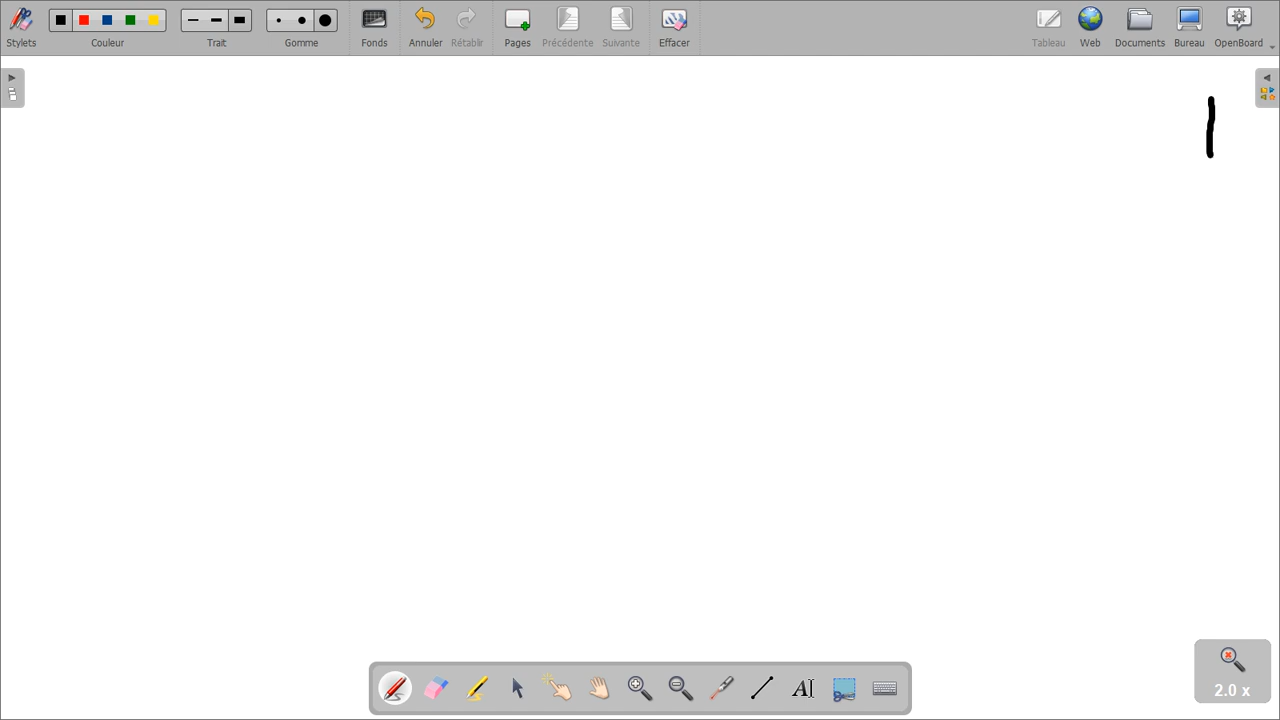 Stylets Couleur Trait Gomme Fonds Annuler Rétablir Pages Précédente Suivante Effacer Tableau Web Documents Bureau OpenBoard
2.0 x